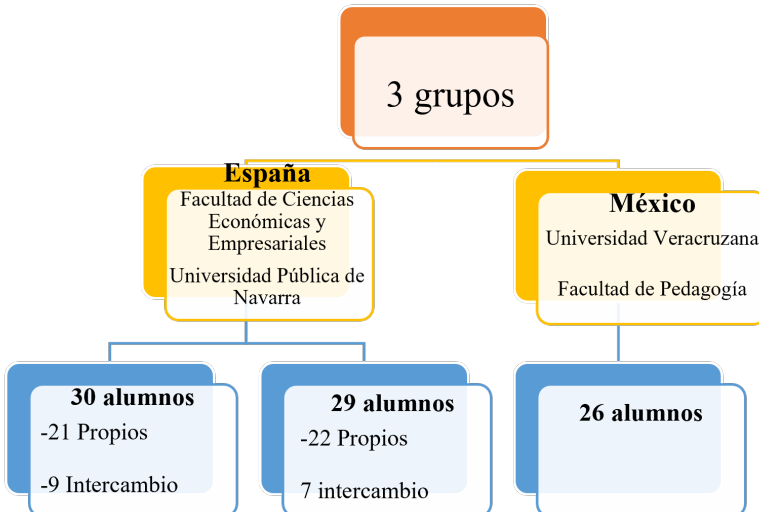 3 grupos
España
Facultad de Ciencias
Económicas y
Empresariales
Universidad Pública de
Navarra
México
Universidad Veracruzana
Facultad de Pedagogía
30 alumnos
-21 Propios
-9 Intercambio
29 alumnos
-22 Propios
7 intercambio
26 alumnos